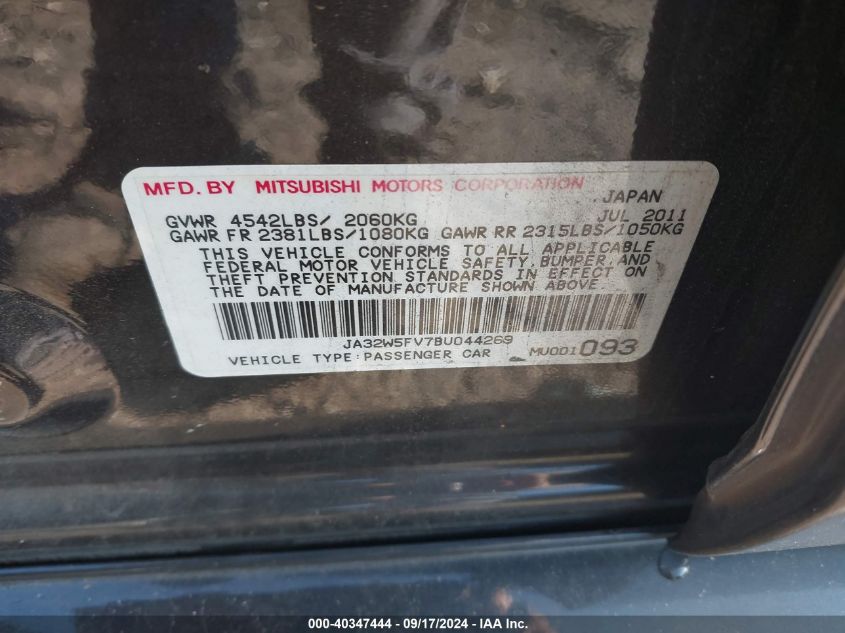 MFD. BY MITSUBISHI MOTORS CORPORATION
JAPAN
GVWR 4542LBS/ 2060KG JUL 2011
GAWR FR 2381LBS/1080KG GAWR RR 2315LBS/1050KG
THIS VEHICLE CONFORMS TO ALL APPLICABLE
FEDERAL MOTOR VEHICLE SAFETY, BUMPER, AND
THEFT PREVENTION STANDARDS IN EFFECT ON
THE DATE OF MANUFACTURE SHOWN ABOVE.
JA32W5FV7BU044269
VEHICLE TYPE:PASSENGER CAR MU001093
000-40347444 - 09/17/2024 - IAA Inc.